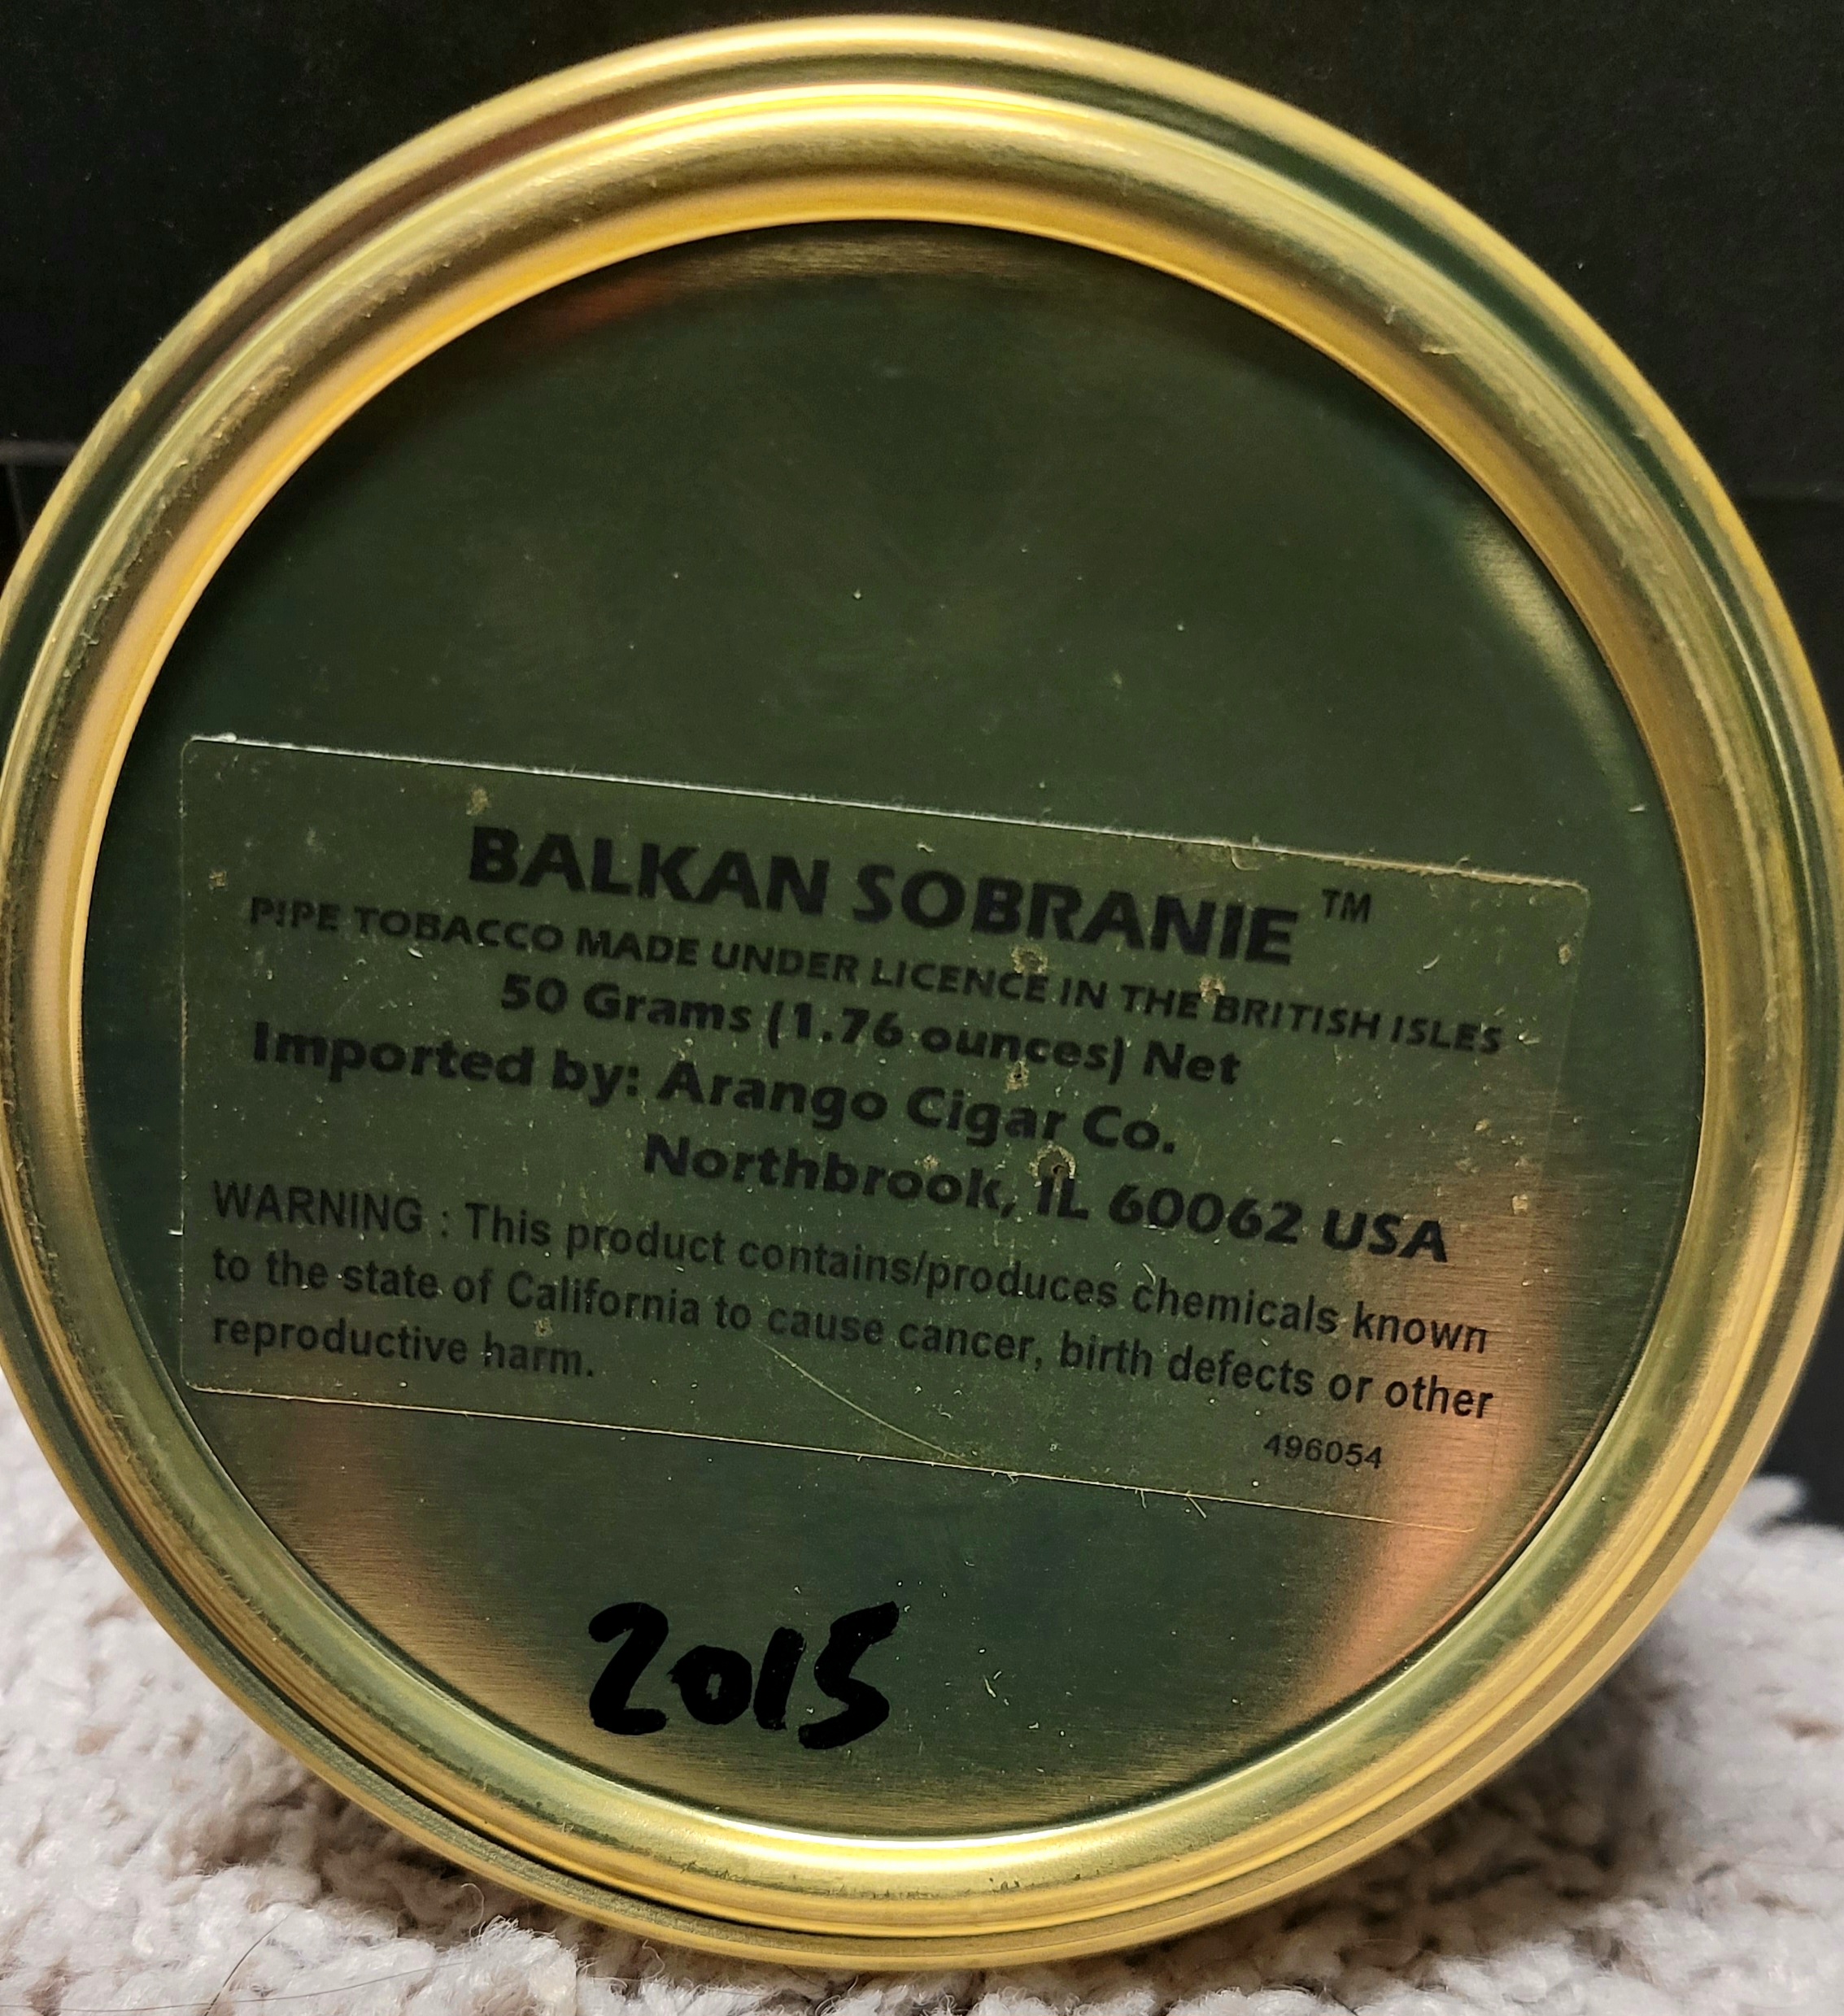 BALKAN SOBRANIE ™
PIPE TOBACCO MADE UNDER LICENCE IN THE BRITISH ISLES
50 Grams (1.76 ounces) Net
Imported by: Arango Cigar Co.
Northbrook, IL 60062 USA
WARNING : This product contains/produces chemicals known
to the state of California to cause cancer, birth defects or other
reproductive harm.
496054
2015